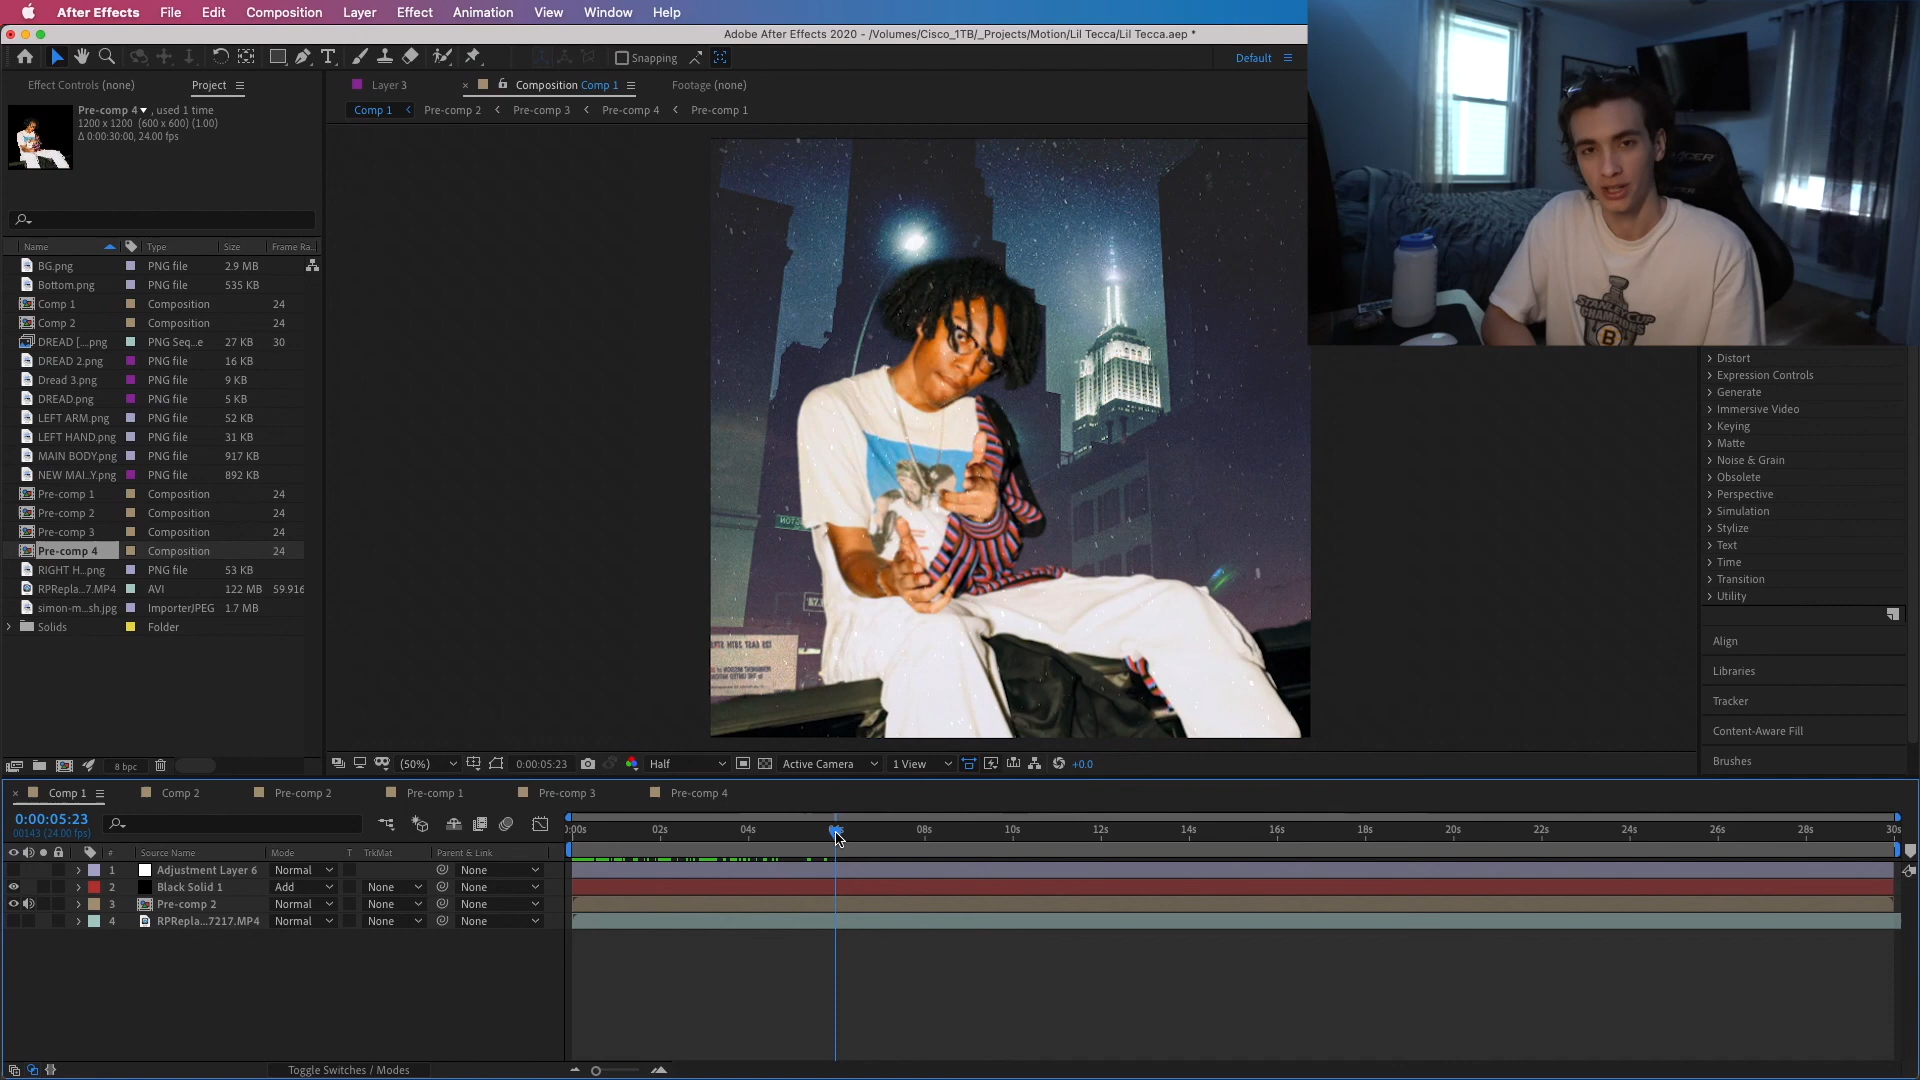 After Effects File Edit Composition Layer Effect Animation View Window Help
Adobe After Effects 2020 - /Volumes/Cisco_1TB/_Projects/Motion/Lil Tecca/Lil Tecca.aep *
Snapping
Default
Effect Controls (none) Project
Layer 3
Composition Comp 1
Footage (none)
Comp 1 Pre-comp 2 Pre-comp 3 Pre-comp 4 Pre-comp 1
Pre-comp 4 , used 1 time
1200 x 1200 (600 x 600) (1.00)
Δ 0:00:30:00, 24.00 fps
Name Type Size Frame Ra..
BG.png PNG file 2.9 MB
Bottom.png PNG file 535 KB
Comp 1 Composition 24
Comp 2 Composition 24
DREAD [....png PNG Seq...e 27 KB 30
DREAD 2.png PNG file 16 KB
Dread 3.png PNG file 9 KB
DREAD.png PNG file 5 KB
LEFT ARM.png PNG file 52 KB
LEFT HAND.png PNG file 31 KB
MAIN BODY.png PNG file 917 KB
NEW MAI..Y.png PNG file 892 KB
Pre-comp 1 Composition 24
Pre-comp 2 Composition 24
Pre-comp 3 Composition 24
Pre-comp 4 Composition 24
RIGHT H...png PNG file 53 KB
RPRepla...7.MP4 AVI 122 MB 59.916
simon-m...sh.jpg ImporterJPEG 1.7 MB
Solids Folder
8 bpc
STANLEY CUP
CHAMPIONS
B
Distort
Expression Controls
Generate
Immersive Video
Keying
Matte
Noise & Grain
Obsolete
Perspective
Simulation
Stylize
Text
Time
Transition
Utility
Align
Libraries
Tracker
Content-Aware Fill
Brushes
(50%) 0:00:05:23 Half Active Camera 1 View +0.0
Comp 1 Comp 2 Pre-comp 2 Pre-comp 1 Pre-comp 3 Pre-comp 4
0:00:05:23
00143 (24.00 fps)
):00s 02s 04s 08s 10s 12s 14s 16s 18s 20s 22s 24s 26s 28s 30s
# Source Name Mode T TrkMat Parent & Link
1 Adjustment Layer 6 Normal None
2 Black Solid 1 Add None None
3 Pre-comp 2 Normal None None
4 RPRepla...7217.MP4 Normal None None
Toggle Switches / Modes